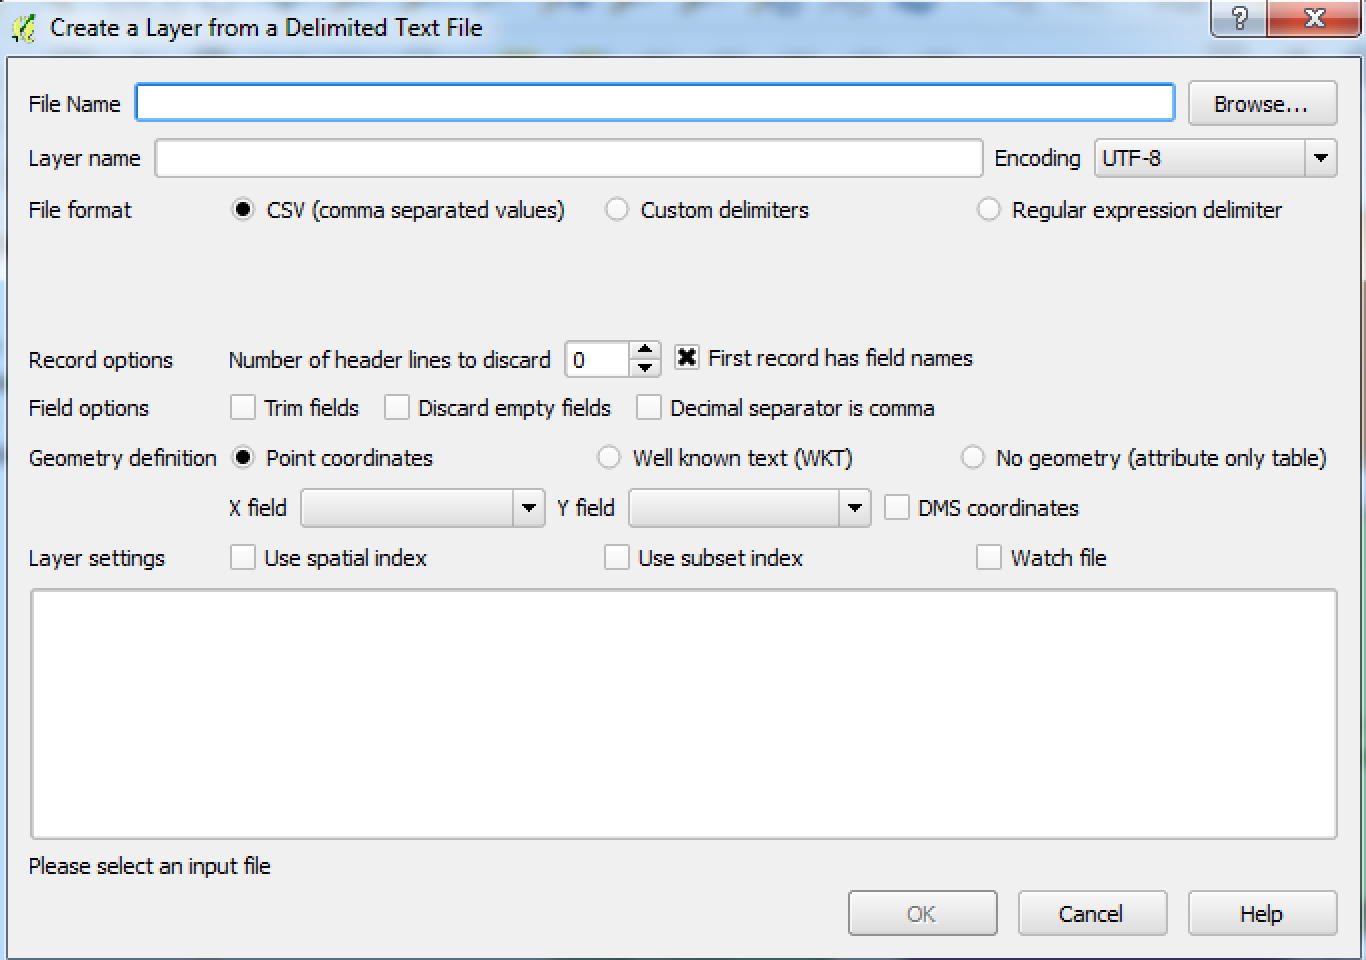 Create a Layer from a Delimited Text File
File Name Browse...
Layer name Encoding UTF-8
File format CSV (comma separated values) Custom delimiters Regular expression delimiter
Record options Number of header lines to discard 0 First record has field names
Field options Trim fields Discard empty fields Decimal separator is comma
Geometry definition Point coordinates Well known text (WKT) No geometry (attribute only table)
X field Y field DMS coordinates
Layer settings Use spatial index Use subset index Watch file
Please select an input file
OK Cancel Help